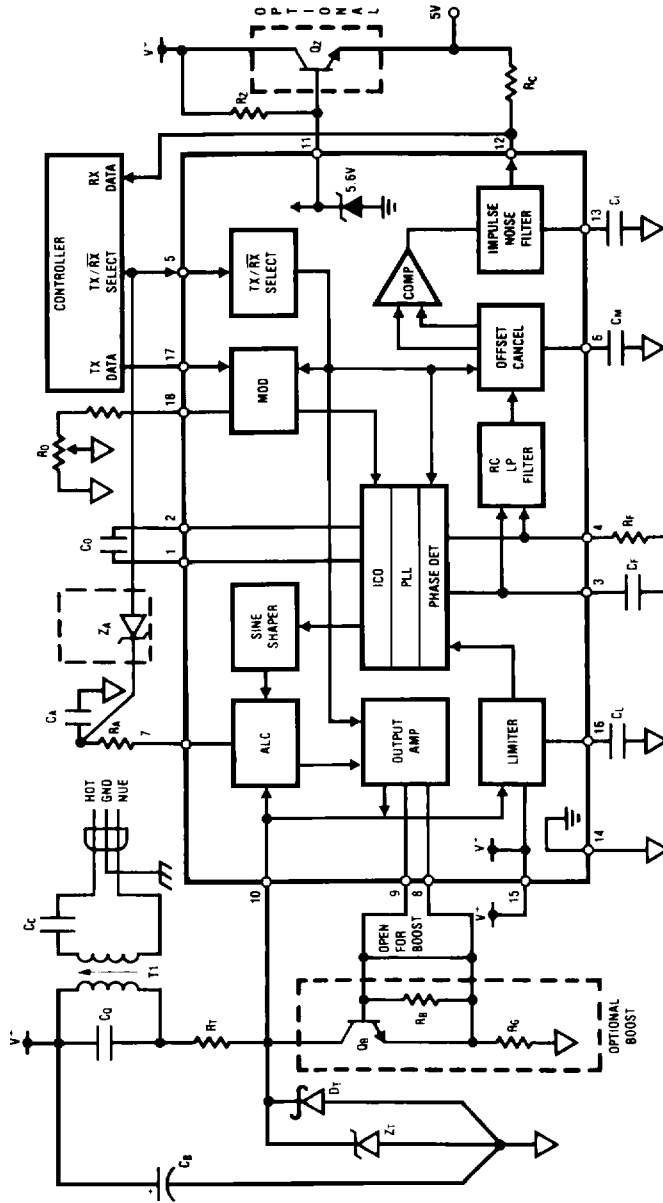 CONTROLLER
TX
DATA
TX/RX
SELECT
RX
DATA
O P T I O N A L
V+
V+
HOT
GND
NUE
CC
T1
CQ
CB
RT
CA
RA
ZA
CO
RO
RZ
QZ
5V
RC
7
1
2
18
17
5
11
12
10
5.6V
ALC
SINE
SHAPER
MOD
TX/RX
SELECT
ICO
PLL
PHASE DET
OUTPUT
AMP
LIMITER
RC
LP
FILTER
OFFSET
CANCEL
COMP
IMPULSE
NOISE
FILTER
9
8
OPEN
FOR
BOOST
QB
RB
RG
DT
ZT
OPTIONAL
BOOST
V+
15
V+
14
16
CL
3
CF
4
RF
6
CM
13
CI